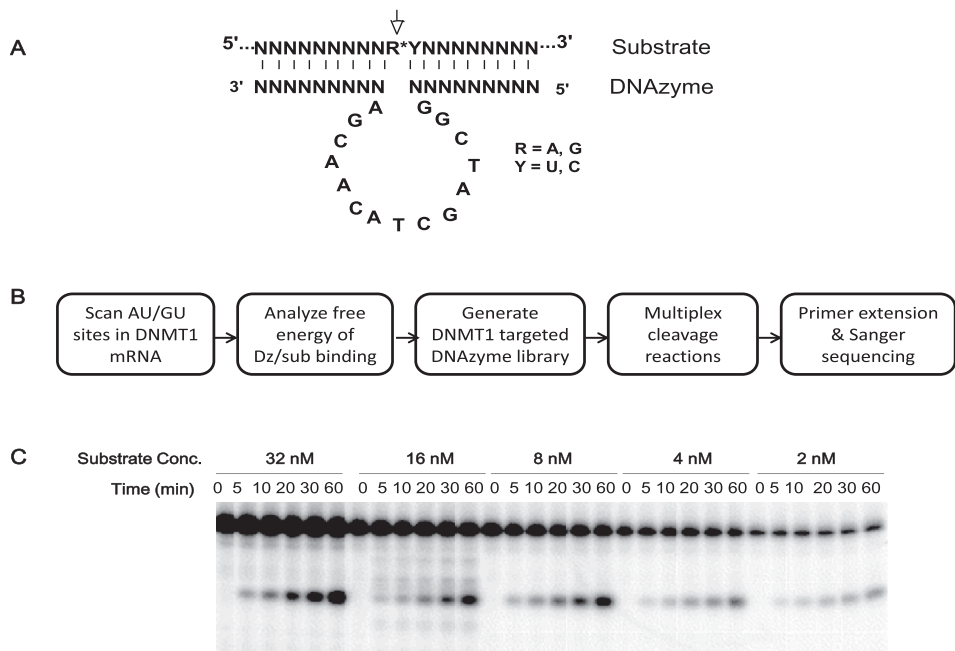 A
5'...NNNNNNNNNR*YNNNNNNNN...3' Substrate
3' NNNNNNNNN NNNNNNNNN 5' DNAzyme
A G C A A C A T C G A T C G G
R = A, G
Y = U, C
B
Scan AU/GU
sites in DNMT1
mRNA
Analyze free
energy of
Dz/sub binding
Generate
DNMT1 targeted
DNAzyme library
Multiplex
cleavage
reactions
Primer extension
& Sanger
sequencing
C
Substrate Conc. 32 nM 16 nM 8 nM 4 nM 2 nM
Time (min) 0 5 10 20 30 60 0 5 10 20 30 60 0 5 10 20 30 60 0 5 10 20 30 60 0 5 10 20 30 60